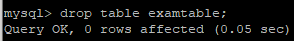 mysql> drop table examtable;
Query OK, 0 rows affected (0.05 sec)